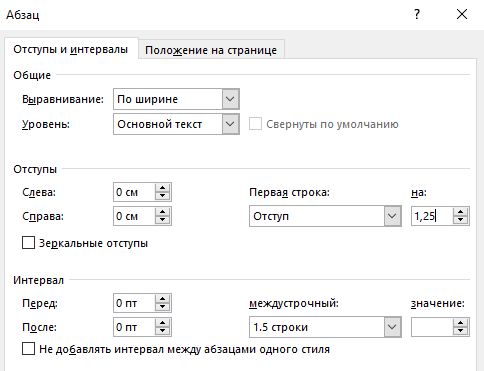 Абзац ? ×
Отступы и интервалы Положение на странице
Общие
Выравнивание: По ширине
Уровень: Основной текст Свернуты по умолчанию
Отступы
Слева: 0 см Первая строка: на:
Справа: 0 см Отступ 1,25
Зеркальные отступы
Интервал
Перед: 0 пт междустрочный: значение:
После: 0 пт 1.5 строки
Не добавлять интервал между абзацами одного стиля